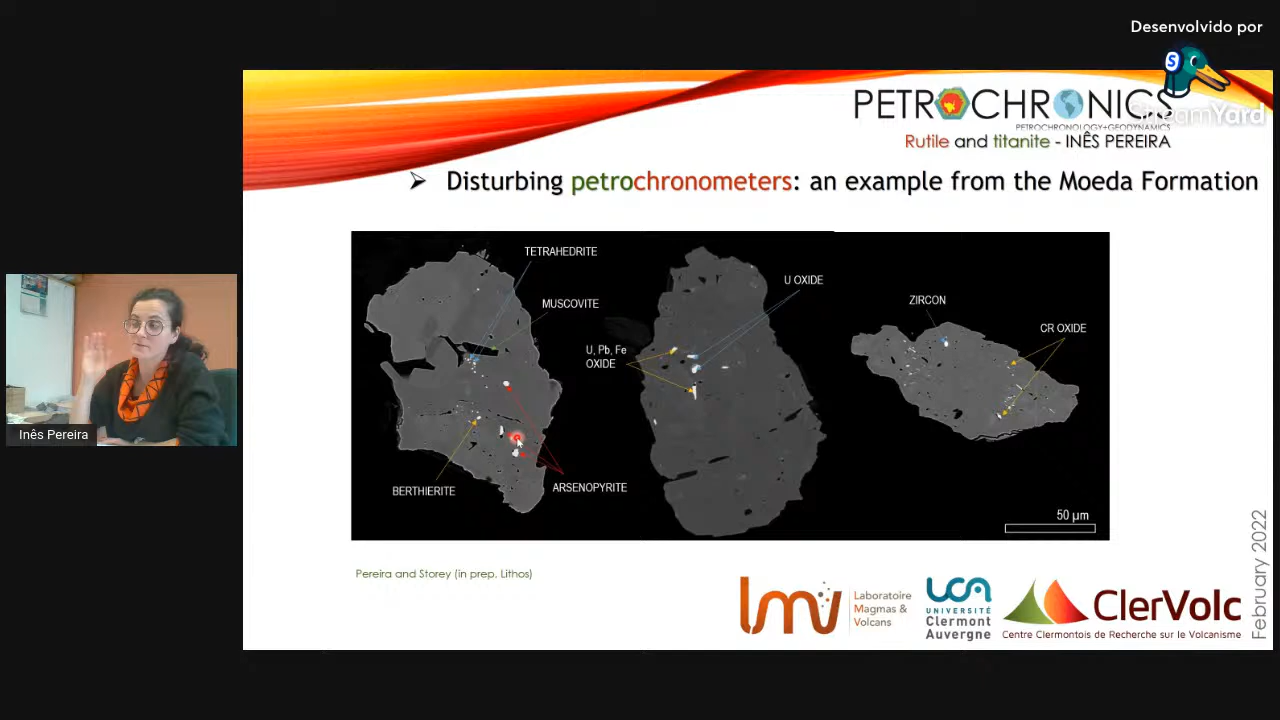 Desenvolvido por
S
StreamYard
PETROCHRONICS
PETROCHRONOLOGY+GEODYNAMICS
Rutile and titanite - INÊS PEREIRA
➢ Disturbing petrochronometers: an example from the Moeda Formation
TETRAHEDRITE
MUSCOVITE
U OXIDE
ZIRCON
CR OXIDE
U, Pb, Fe
OXIDE
BERTHIERITE
ARSENOPYRITE
50 µm
Inês Pereira
Pereira and Storey (in prep. Lithos)
lmv
Laboratoire
Magmas &
Volcans
UCA
UNIVERSITÉ
Clermont
Auvergne
ClerVolc
Centre Clermontois de Recherche sur le Volcanisme
February 2022